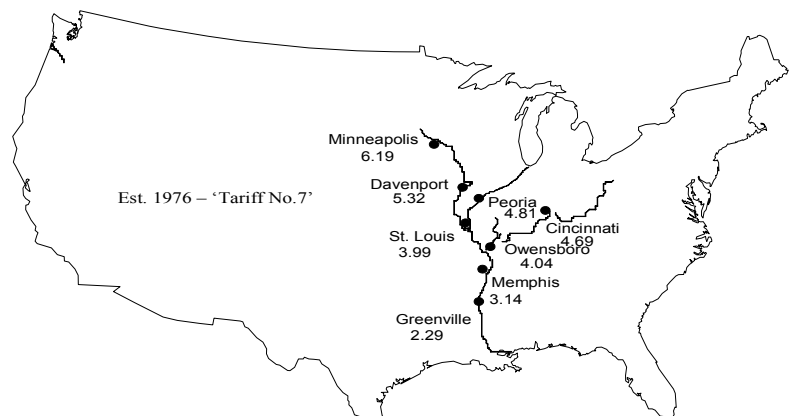 Minneapolis
6.19
Davenport
5.32
Est. 1976 – ‘Tariff No.7’
Peoria
4.81
Cincinnati
4.69
St. Louis
3.99
Owensboro
4.04
Memphis
3.14
Greenville
2.29